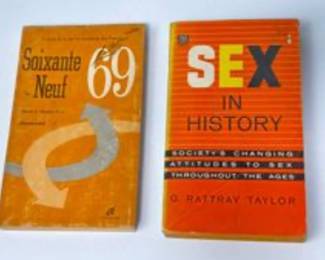 Soixante
Neuf
69
SEX
IN
HISTORY
SOCIETY'S CHANGING
ATTITUDES TO SEX
THROUGHOUT THE AGES
G. RATTRAY TAYLOR